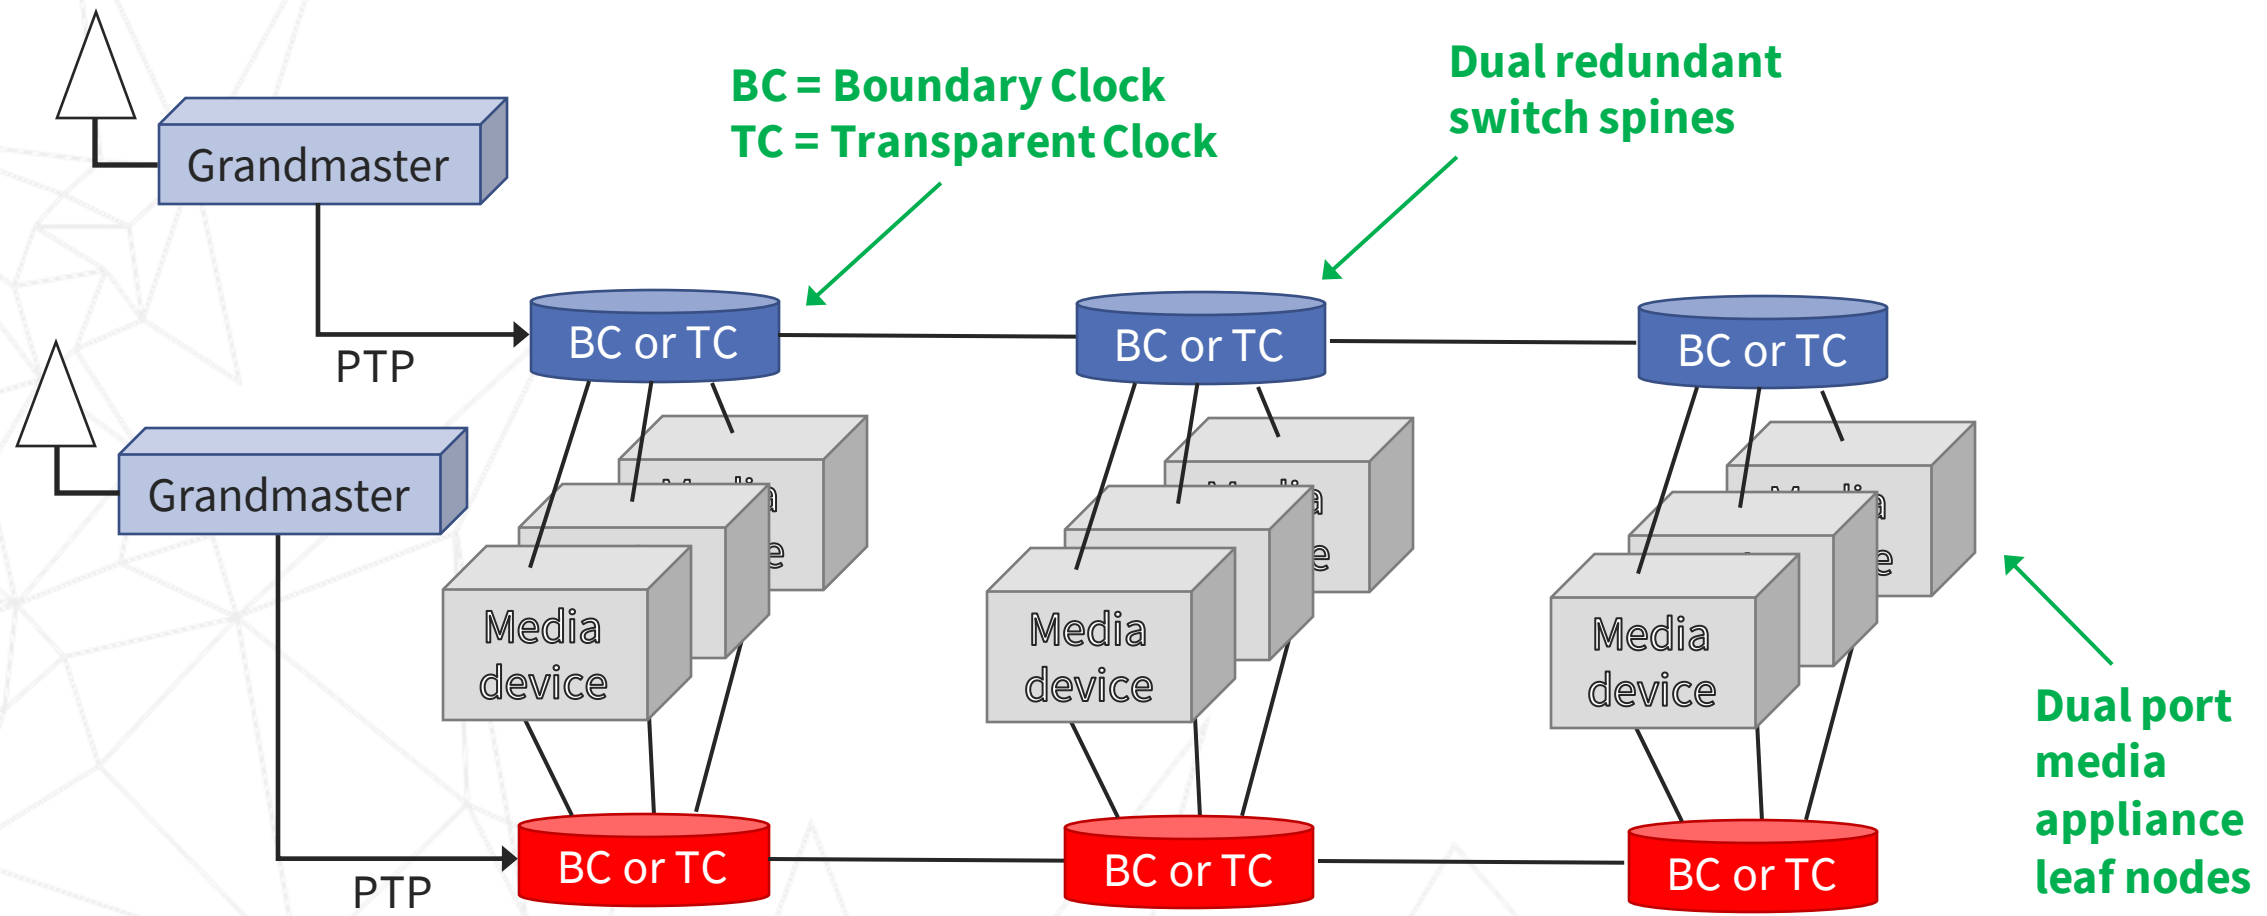 BC = Boundary Clock
TC = Transparent Clock
Dual redundant
switch spines
Grandmaster
PTP
BC or TC
BC or TC
BC or TC
Grandmaster
PTP
Media
device
Media
device
Media
device
Dual port
media
appliance
leaf nodes
BC or TC
BC or TC
BC or TC